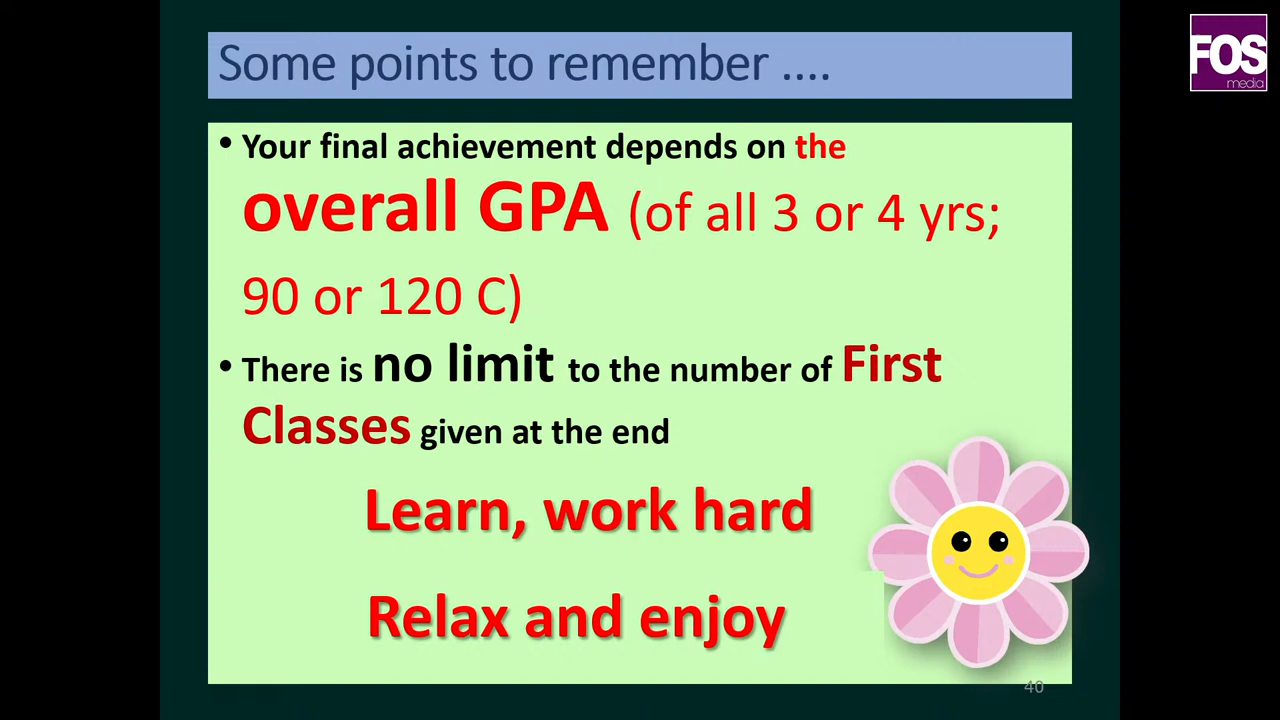 FOS
media
Some points to remember ....
• Your final achievement depends on the
overall GPA (of all 3 or 4 yrs;
90 or 120 C)
• There is no limit to the number of First
Classes given at the end
Learn, work hard
Relax and enjoy
40